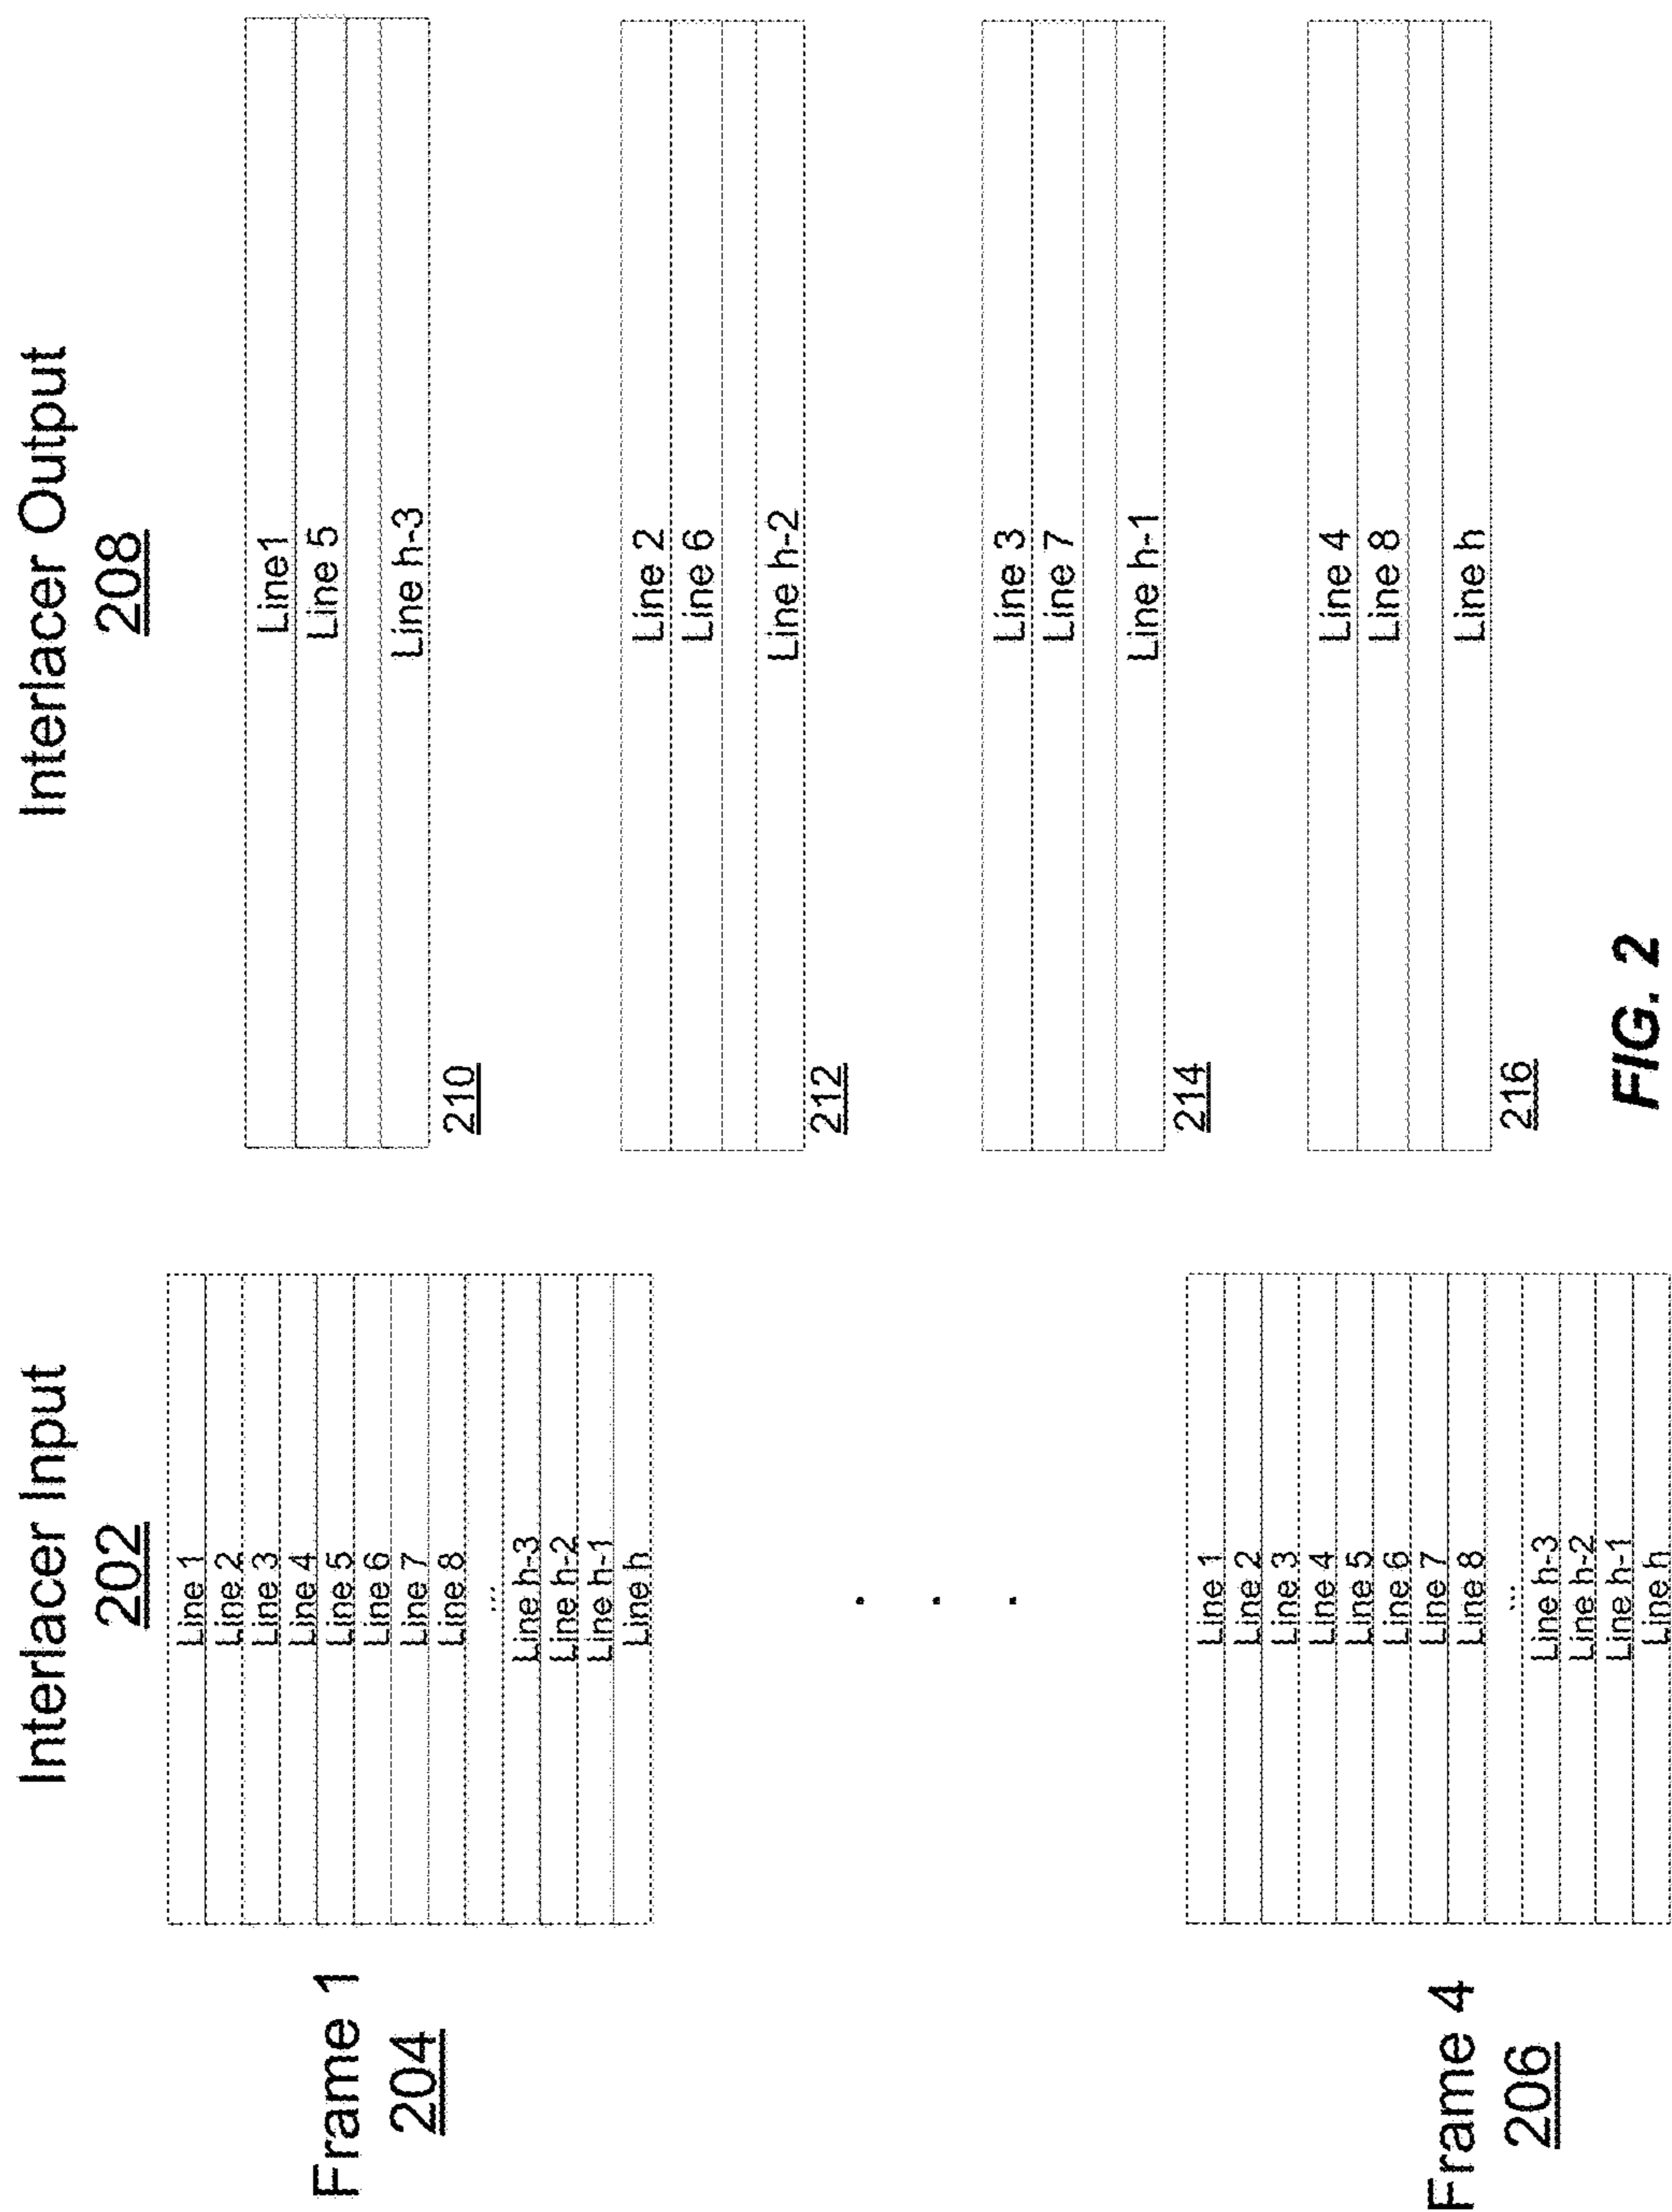 Interlacer Input
202
Interlacer Output
208
Frame 1
204
Line 1
Line 2
Line 3
Line 4
Line 5
Line 6
Line 7
Line 8
...
Line h-3
Line h-2
Line h-1
Line h
. . .
Frame 4
206
Line 1
Line 2
Line 3
Line 4
Line 5
Line 6
Line 7
Line 8
...
Line h-3
Line h-2
Line h-1
Line h
Line1
Line 5
Line h-3
210
Line 2
Line 6
Line h-2
212
Line 3
Line 7
Line h-1
214
Line 4
Line 8
Line h
216
FIG. 2